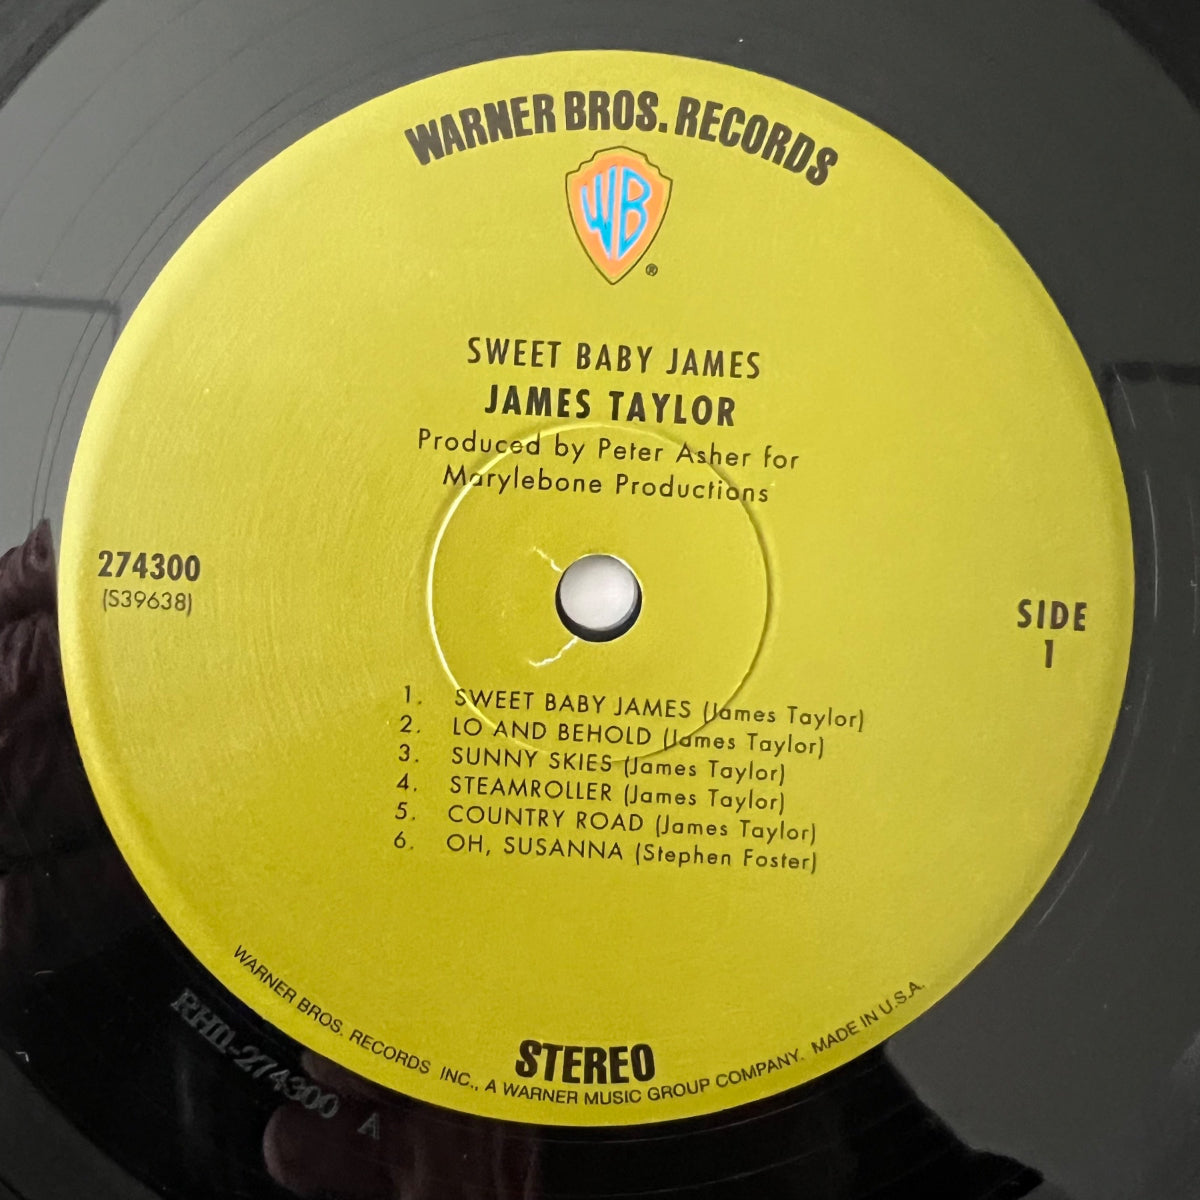 WARNER BROS. RECORDS
WB
®
SWEET BABY JAMES
JAMES TAYLOR
Produced by Peter Asher for
Marylebone Productions
274300
(S39638)
SIDE
1
1. SWEET BABY JAMES (James Taylor)
2. LO AND BEHOLD (James Taylor)
3. SUNNY SKIES (James Taylor)
4. STEAMROLLER (James Taylor)
5. COUNTRY ROAD (James Taylor)
6. OH, SUSANNA (Stephen Foster)
STEREO
WARNER BROS. RECORDS INC., A WARNER MUSIC GROUP COMPANY. MADE IN U.S.A.
RH1-274300 A